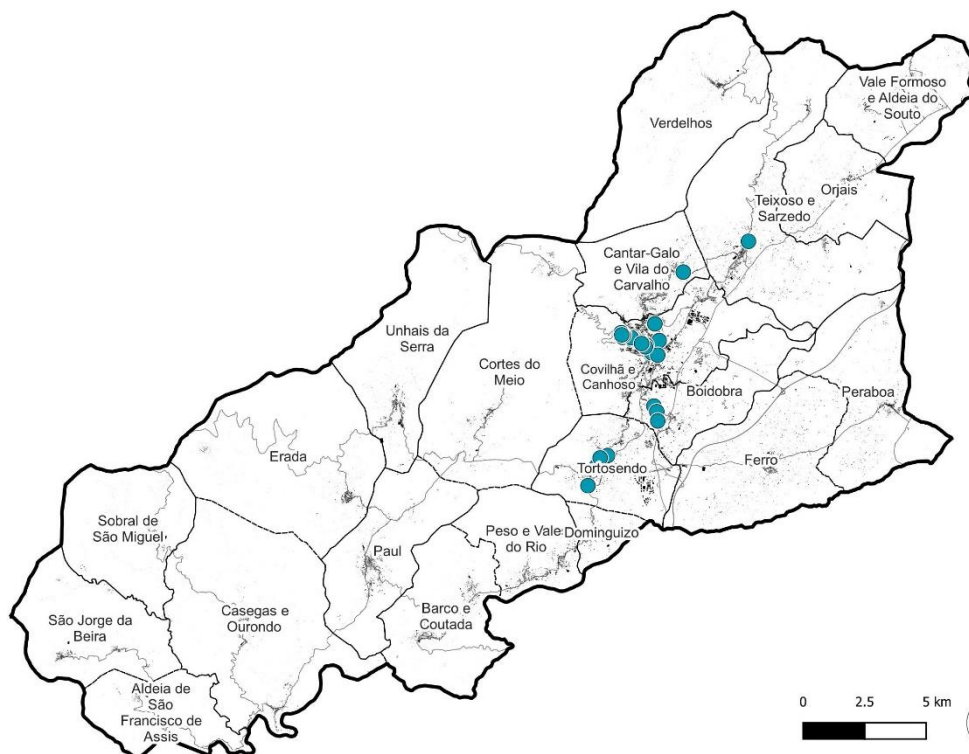 Vale Formoso
e Aldeia do
Souto
Verdelhos
Orjais
Teixoso e
Sarzedo
Cantar-Galo
e Vila do
Carvalho
Unhais da
Serra
Cortes do
Meio
Covilhã e
Canhoso
Boidobra
Peraboa
Erada
Tortosendo
Ferro
Sobral de
São Miguel
Paul
Peso e Vale
do Rio
Dominguizo
São Jorge da
Beira
Casegas e
Ourondo
Barco e
Coutada
Aldeia de
São
Francisco de
Assis
0 2.5 5 km